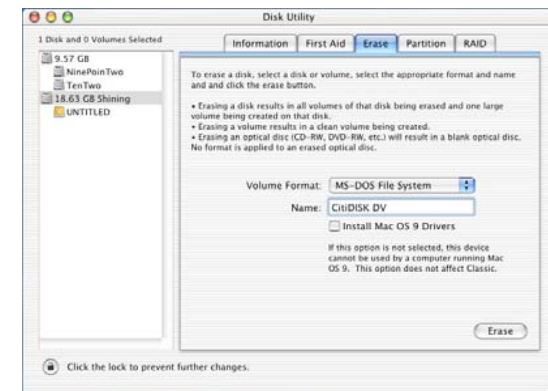 Disk Utility
1 Disk and 0 Volumes Selected
9.57 GB
NinePoinTwo
TenTwo
18.63 GB Shining
UNTITLED
Information
First Aid
Erase
Partition
RAID
To erase a disk, select a disk or volume, select the appropriate format and name
and and click the erase button.
• Erasing a disk results in all volumes of that disk being erased and one large
volume being created on that disk.
• Erasing a volume results in a clean volume being created.
• Erasing an optical disc (CD-RW, DVD-RW, etc.) will result in a blank optical disc.
No format is applied to an erased optical disc.
Volume Format: MS-DOS File System
Name: CitiDISK DV
Install Mac OS 9 Drivers
If this option is not selected, this device
cannot be used by a computer running Mac
OS 9. This option does not affect Classic.
Erase
Click the lock to prevent further changes.